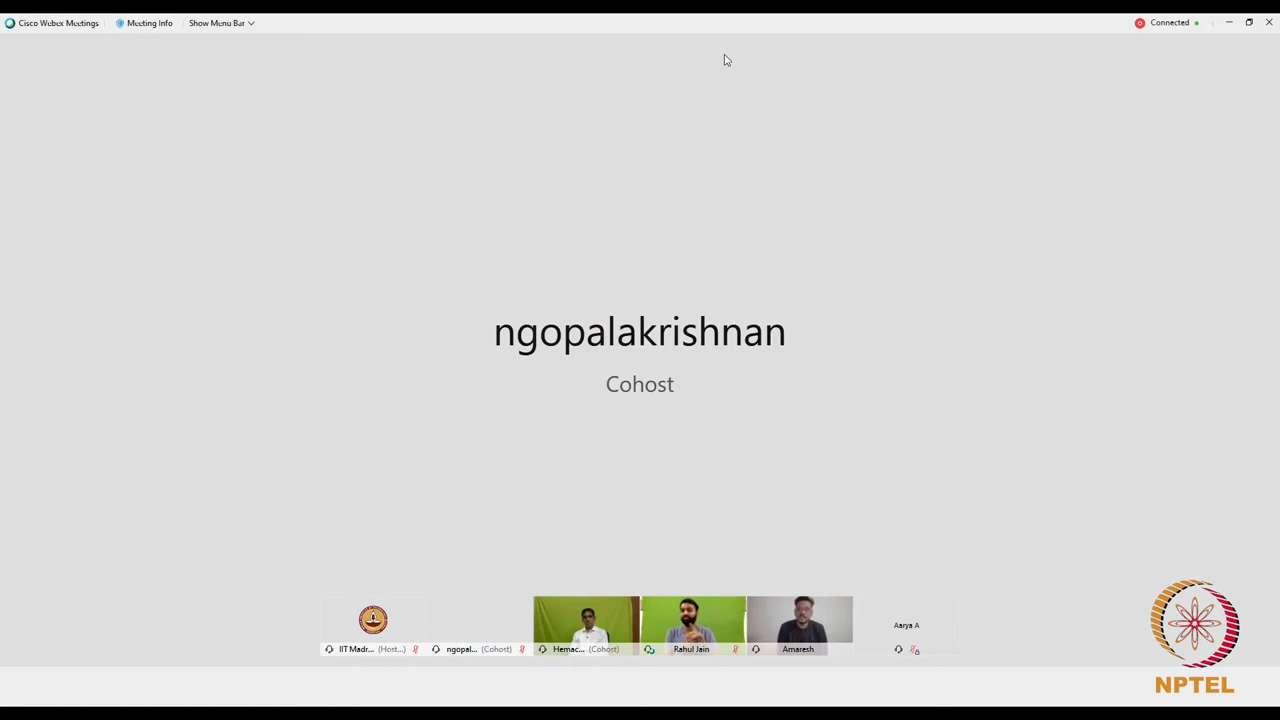 Cisco Webex Meetings Meeting Info Show Menu Bar Connected
ngopalakrishnan
Cohost
Aarya A
IIT Madr... (Host...) ngopal... (Cohost) Hemac... (Cohost) Rahul Jain Amaresh
NPTEL